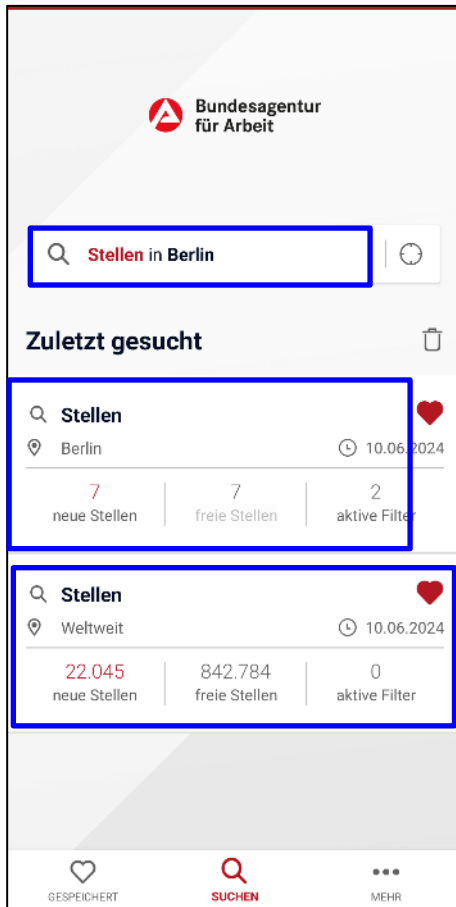 Bundesagentur
für Arbeit
Stellen in Berlin
Zuletzt gesucht
Stellen
Berlin 10.06.2024
7 7 2
neue Stellen freie Stellen aktive Filter
Stellen
Weltweit 10.06.2024
22.045 842.784 0
neue Stellen freie Stellen aktive Filter
GESPEICHERT SUCHEN MEHR